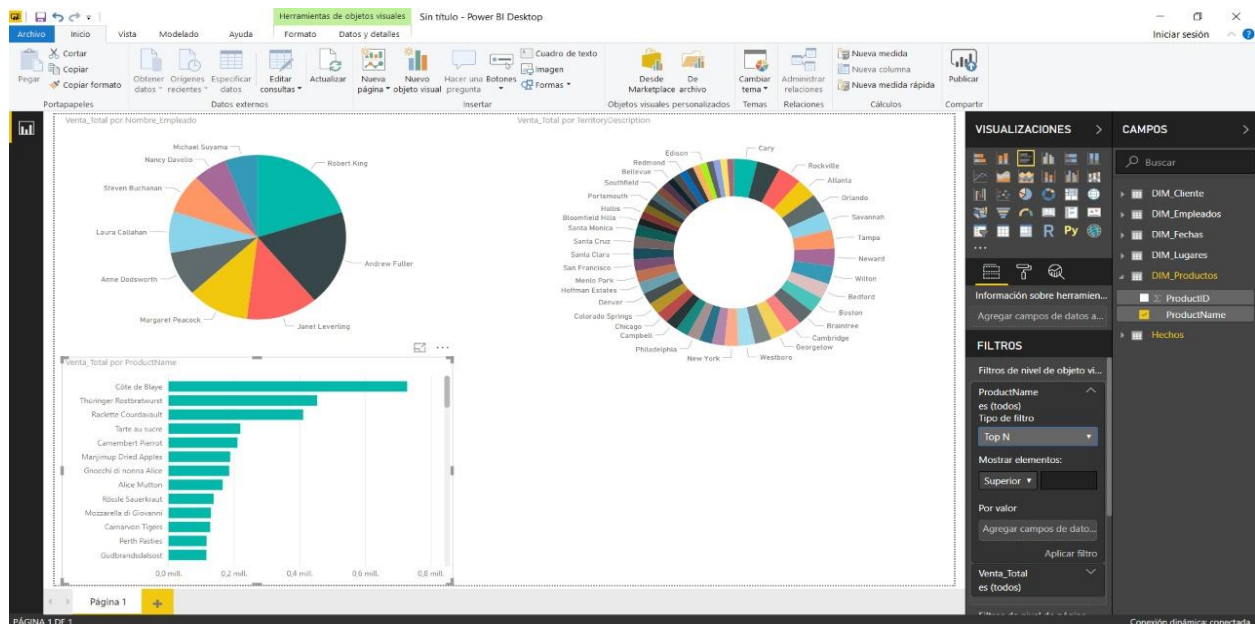 Herramientas de objetos visuales
Sin título - Power BI Desktop
Archivo
Inicio
Vista
Modelado
Ayuda
Formato
Datos y detalles
Iniciar sesión
Pegar
Cortar
Copiar
Copiar formato
Portapapeles
Obtener datos
Orígenes recientes
Especificar datos
Editar consultas
Actualizar
Datos externos
Nueva página
Nuevo objeto visual
Hacer una pregunta
Botones
Cuadro de texto
Imagen
Formas
Insertar
Desde Marketplace
De archivo
Objetos visuales personalizados
Cambiar tema
Temas
Administrar relaciones
Relaciones
Nueva medida
Nueva columna
Nueva medida rápida
Cálculos
Publicar
Compartir
Venta_Total por Nombre_Empleado
Michael Suyama
Nancy Davolio
Robert King
Steven Buchanan
Laura Callahan
Andrew Fuller
Anne Dodsworth
Margaret Peacock
Janet Leverling
Venta_Total por TerritoryDescription
Edison
Cary
Redmond
Rockville
Bellevue
Atlanta
Southfield
Orlando
Portsmouth
Hollis
Savannah
Bloomfield Hills
Santa Monica
Tampa
Santa Cruz
Santa Clara
Neward
San Francisco
Menlo Park
Wilton
Hoffman Estates
Bedford
Denver
Boston
Colorado Springs
Braintree
Chicago
Cambridge
Campbell
Georgetow
Philadelphia
New York
Westboro
Venta_Total por ProductName
Côte de Blaye
Thüringer Rostbratwurst
Raclette Courdavault
Tarte au sucre
Camembert Pierrot
Manjimup Dried Apples
Gnocchi di nonna Alice
Alice Mutton
Rössle Sauerkraut
Mozzarella di Giovanni
Carnarvon Tigers
Perth Pasties
Gudbrandsdalsost
0,0 mill.
0,2 mill.
0,4 mill.
0,6 mill.
0,8 mill.
VISUALIZACIONES
R
Py
Información sobre herramien...
Agregar campos de datos a...
FILTROS
Filtros de nivel de objeto vi...
ProductName
es (todos)
Tipo de filtro
Top N
Mostrar elementos:
Superior
Por valor
Agregar campos de dato...
Aplicar filtro
Venta_Total
es (todos)
Filtros de nivel de página
CAMPOS
Buscar
DIM_Cliente
DIM_Empleados
DIM_Fechas
DIM_Lugares
DIM_Productos
Σ ProductID
ProductName
Hechos
Página 1
PÁGINA 1 DE 1
Conexión dinámica: conectada